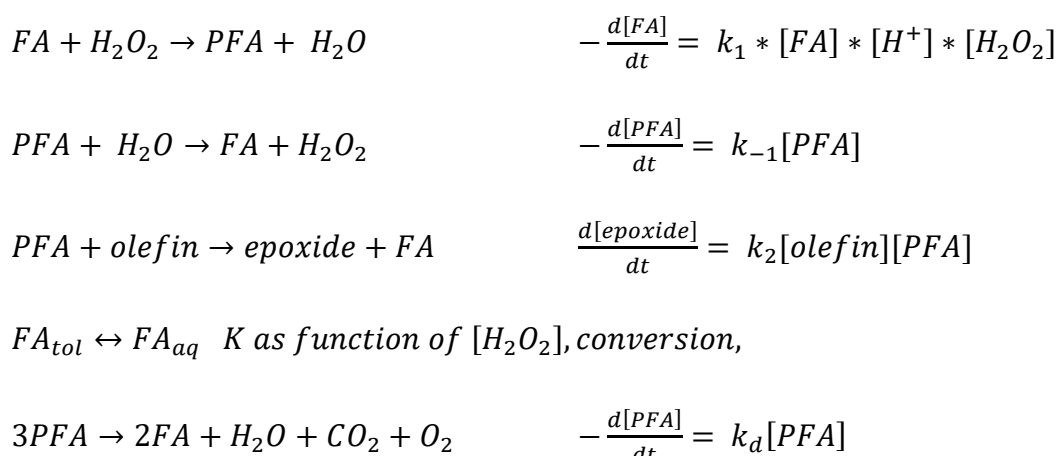 FA + H₂O₂ → PFA + H₂O    −d[FA]/dt = k₁ ∗ [FA] ∗ [H⁺] ∗ [H₂O₂]
PFA + H₂O → FA + H₂O₂    −d[PFA]/dt = k₋₁[PFA]
PFA + olefin → epoxide + FA    d[epoxide]/dt = k₂[olefin][PFA]
FA_tol ↔ FA_aq  K as function of [H₂O₂], conversion,
3PFA → 2FA + H₂O + CO₂ + O₂    −d[PFA]/dt = k_d[PFA]